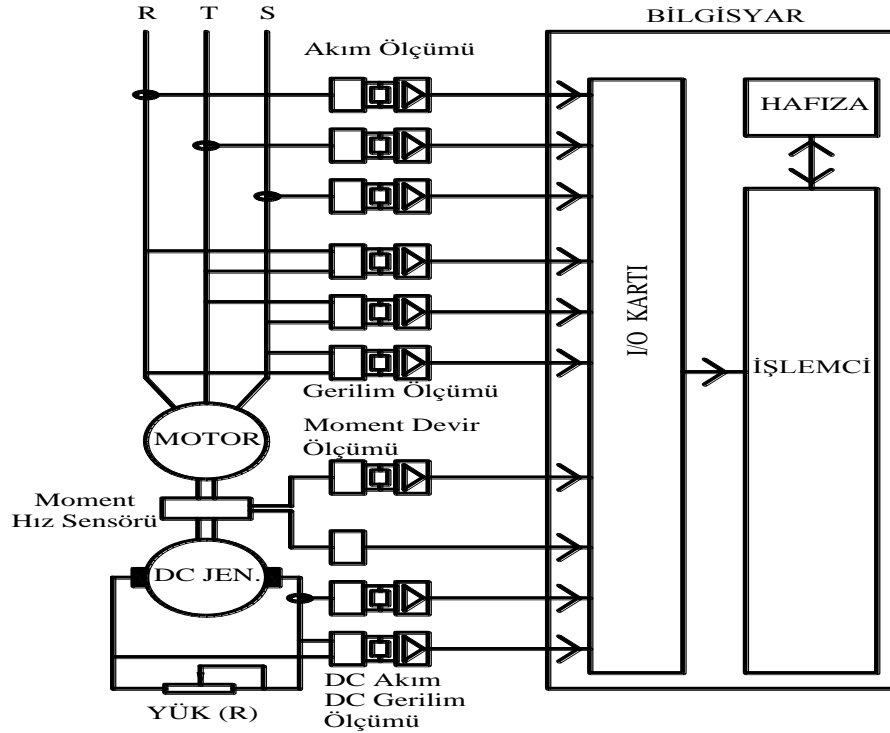 R T S
BİLGİSYAR
Akım Ölçümü
HAFIZA
I/O KARTI
İŞLEMCİ
Gerilim Ölçümü
MOTOR
Moment Devir
Ölçümü
Moment
Hız Sensörü
DC JEN.
YÜK (R)
DC Akım
DC Gerilim
Ölçümü